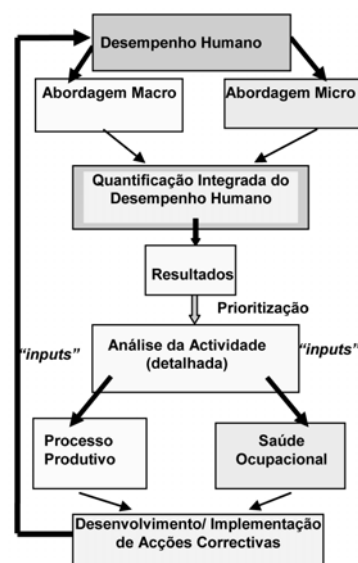 Desempenho Humano
Abordagem Macro
Abordagem Micro
Quantificação Integrada do
Desempenho Humano
Resultados
Prioritização
"inputs"
Análise da Actividade
(detalhada)
"inputs"
Processo
Produtivo
Saúde
Ocupacional
Desenvolvimento/ Implementação
de Acções Correctivas